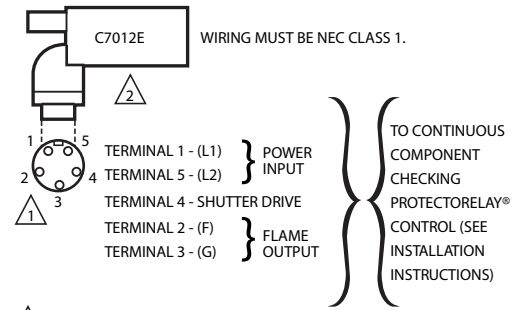 C7012E
WIRING MUST BE NEC CLASS 1.
2
1 5
2 4
3
1
TERMINAL 1 - (L1)
TERMINAL 5 - (L2)
POWER
INPUT
TERMINAL 4 - SHUTTER DRIVE
TERMINAL 2 - (F)
TERMINAL 3 - (G)
FLAME
OUTPUT
TO CONTINUOUS
COMPONENT
CHECKING
PROTECTORELAY®
CONTROL (SEE
INSTALLATION
INSTRUCTIONS)